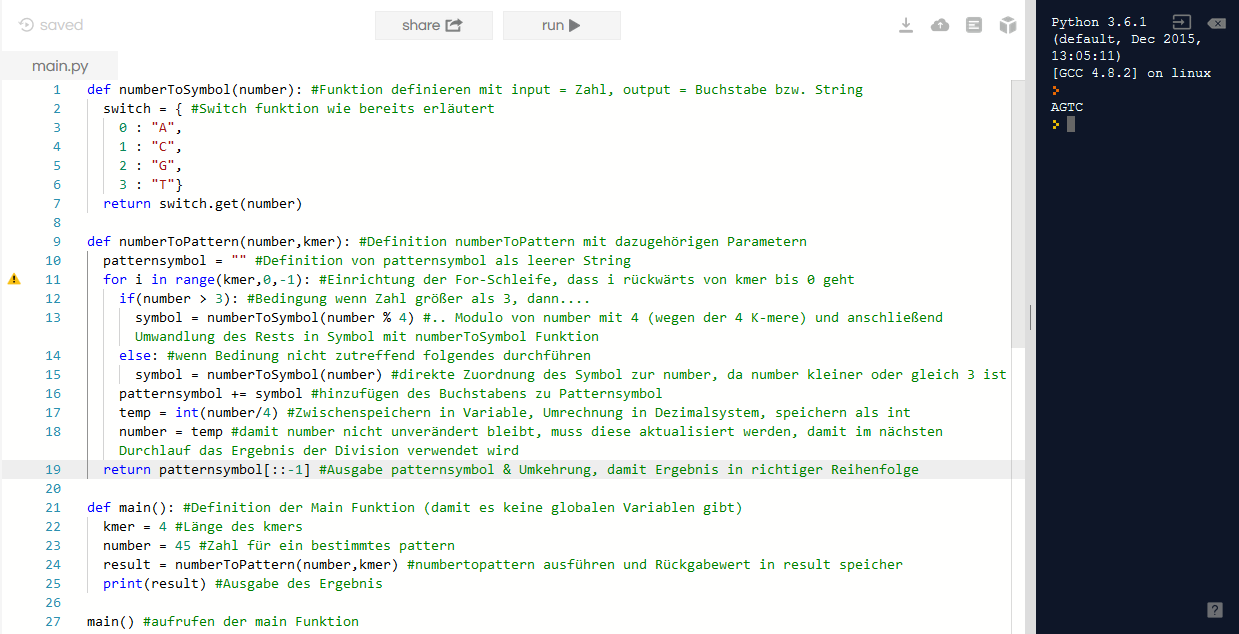 saved
share
run
main.py
1 def numberToSymbol(number): #Funktion definieren mit input = Zahl, output = Buchstabe bzw. String
2 switch = { #Switch funktion wie bereits erläutert
3 0 : "A",
4 1 : "C",
5 2 : "G",
6 3 : "T"}
7 return switch.get(number)
8
9 def numberToPattern(number,kmer): #Definition numberToPattern mit dazugehörigen Parametern
10 patternsymbol = "" #Definition von patternsymbol als leerer String
11 for i in range(kmer,0,-1): #Einrichtung der For-Schleife, dass i rückwärts von kmer bis 0 geht
12 if(number > 3): #Bedingung wenn Zahl größer als 3, dann....
13 symbol = numberToSymbol(number % 4) #.. Modulo von number mit 4 (wegen der 4 K-mere) und anschließend
Umwandlung des Rests in Symbol mit numberToSymbol Funktion
14 else: #wenn Bedinung nicht zutreffend folgendes durchführen
15 symbol = numberToSymbol(number) #direkte Zuordnung des Symbol zur number, da number kleiner oder gleich 3 ist
16 patternsymbol += symbol #hinzufügen des Buchstabens zu Patternsymbol
17 temp = int(number/4) #Zwischenspeichern in Variable, Umrechnung in Dezimalsystem, speichern als int
18 number = temp #damit number nicht unverändert bleibt, muss diese aktualisiert werden, damit im nächsten
Durchlauf das Ergebnis der Division verwendet wird
19 return patternsymbol[::-1] #Ausgabe patternsymbol & Umkehrung, damit Ergebnis in richtiger Reihenfolge
20
21 def main(): #Definition der Main Funktion (damit es keine globalen Variablen gibt)
22 kmer = 4 #Länge des kmers
23 number = 45 #Zahl für ein bestimmtes pattern
24 result = numberToPattern(number,kmer) #numbertopattern ausführen und Rückgabewert in result speicher
25 print(result) #Ausgabe des Ergebnis
26
27 main() #aufrufen der main Funktion
Python 3.6.1
(default, Dec 2015,
13:05:11)
[GCC 4.8.2] on linux
AGTC
?